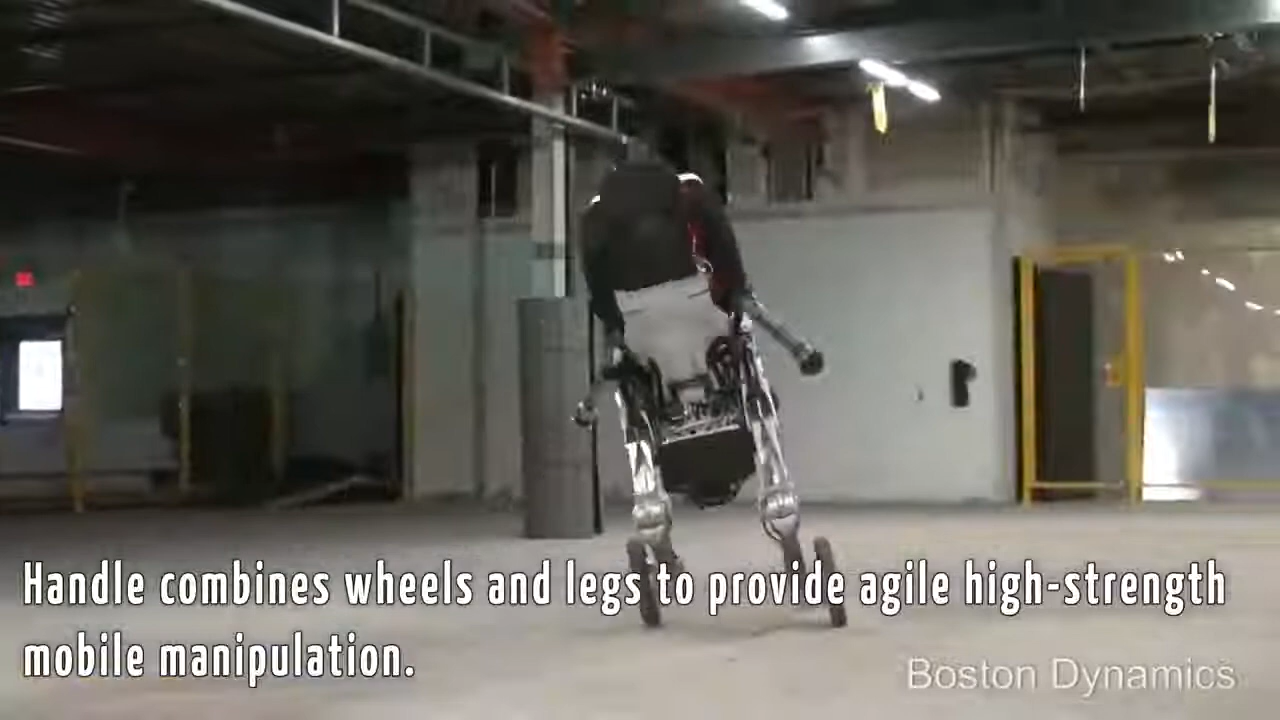 Handle combines wheels and legs to provide agile high-strength
mobile manipulation.
Boston Dynamics